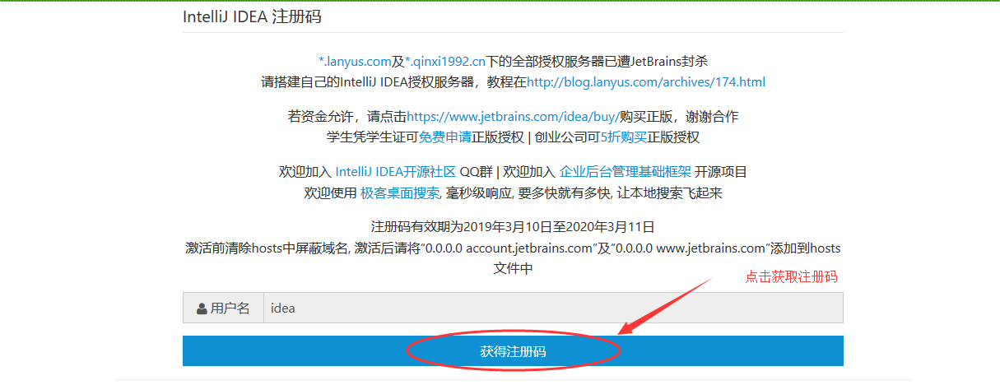 IntelliJ IDEA 注册码
*.lanyus.com及*.qinxi1992.cn下的全部授权服务器已遭JetBrains封杀
请搭建自己的IntelliJ IDEA授权服务器，教程在http://blog.lanyus.com/archives/174.html
若资金允许，请点击https://www.jetbrains.com/idea/buy/购买正版，谢谢合作
学生凭学生证可免费申请正版授权 | 创业公司可5折购买正版授权
欢迎加入 IntelliJ IDEA开源社区 QQ群 | 欢迎加入 企业后台管理基础框架 开源项目
欢迎使用 极客桌面搜索, 毫秒级响应, 要多快就有多快, 让本地搜索飞起来
注册码有效期为2019年3月10日至2020年3月11日
激活前清除hosts中屏蔽域名, 激活后请将“0.0.0.0 account.jetbrains.com”及“0.0.0.0 www.jetbrains.com”添加到hosts
文件中
点击获取注册码
用户名 idea
获得注册码